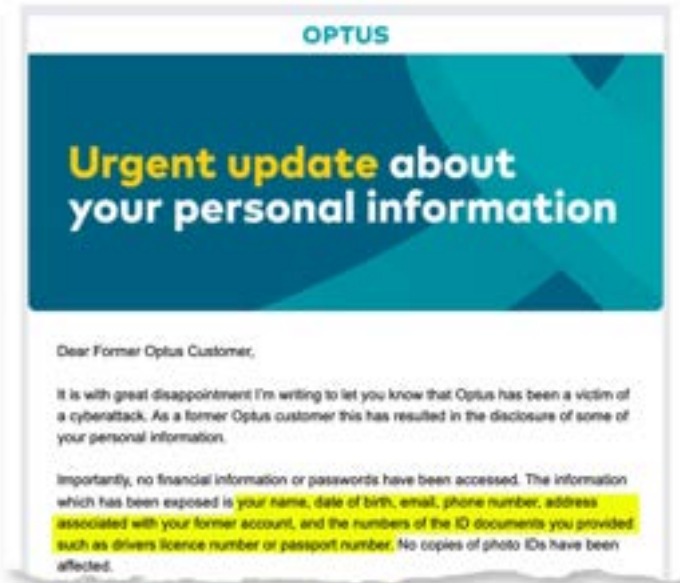 OPTUS
Urgent update about
your personal information
Dear Former Optus Customer,
It is with great disappointment I'm writing to let you know that Optus has been a victim of
a cyberattack. As a former Optus customer this has resulted in the disclosure of some of
your personal information.
Importantly, no financial information or passwords have been accessed. The information
which has been exposed is your name, date of birth, email, phone number, address
associated with your former account, and the numbers of the ID documents you provided
such as drivers licence number or passport number. No copies of photo IDs have been
affected.